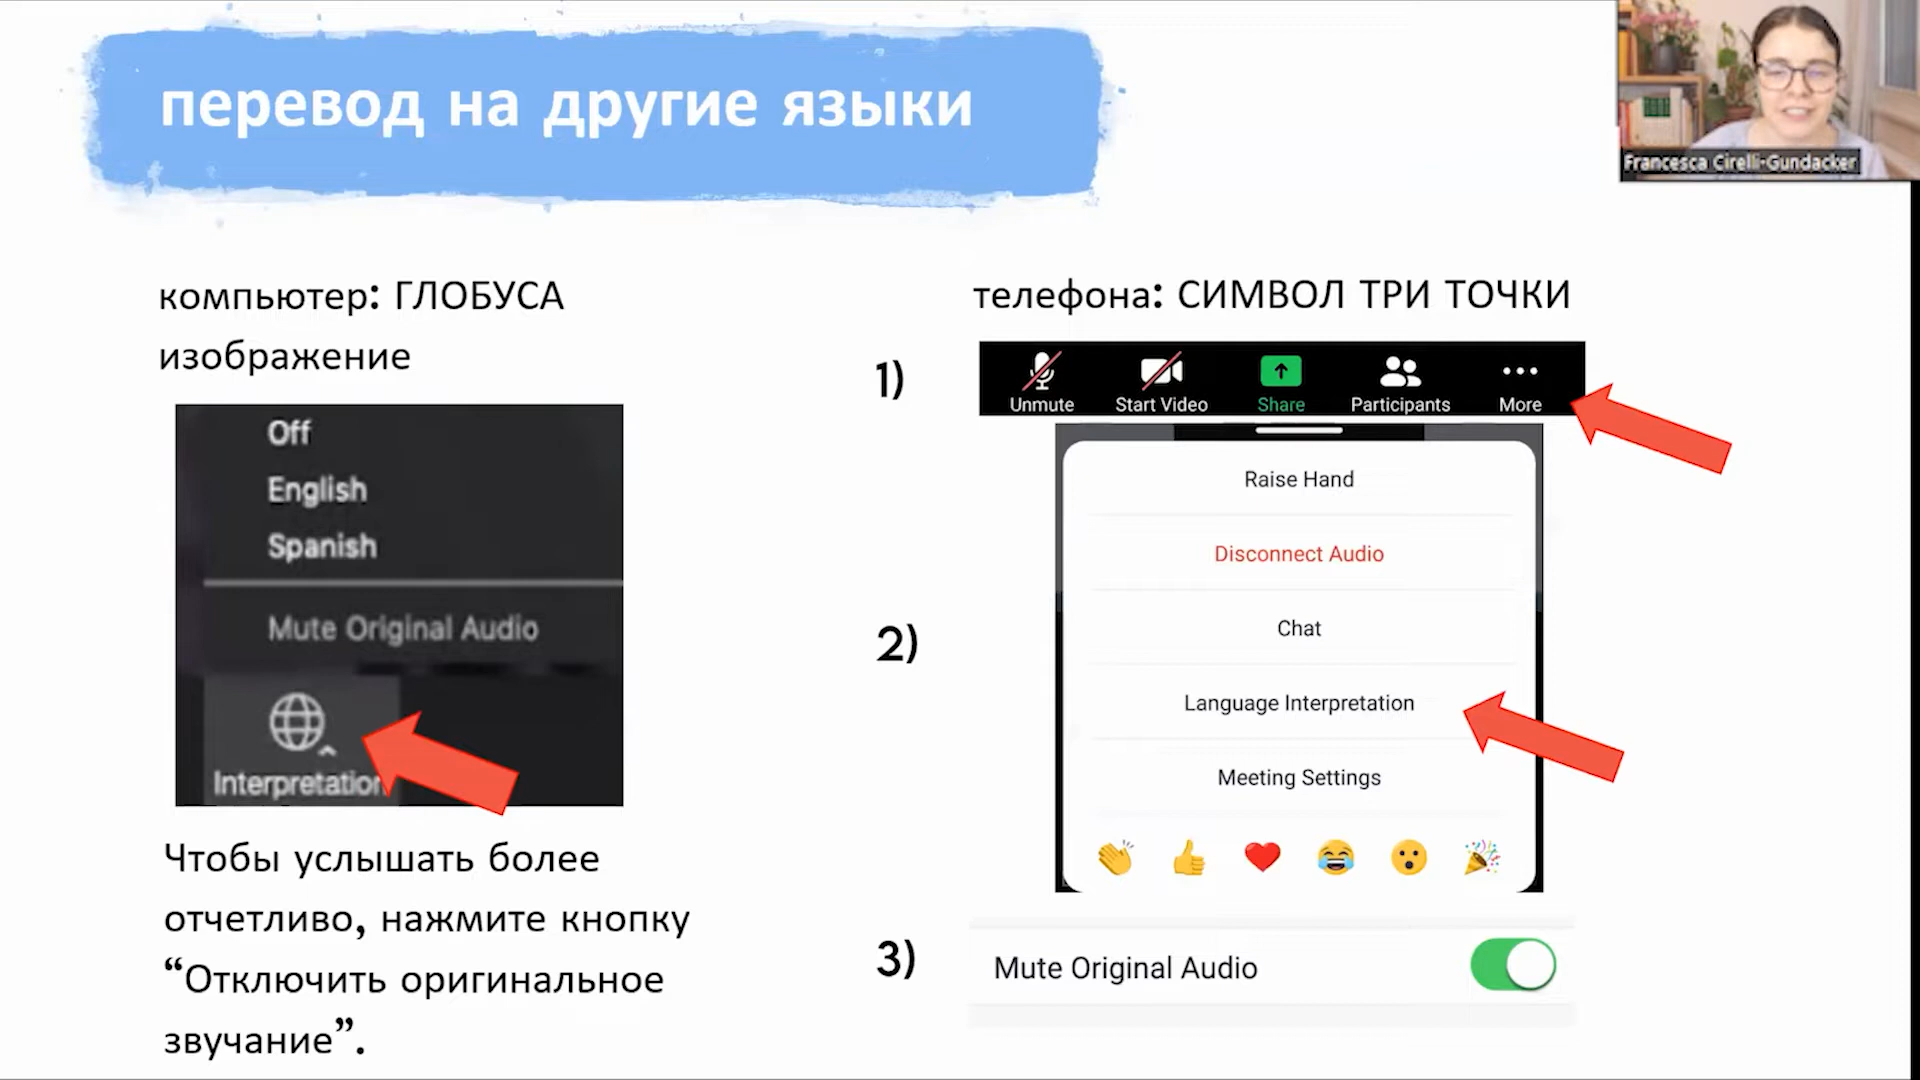 перевод на другие языки
Francesca Cirelli-Gundacker
компьютер: ГЛОБУСА
изображение
Off
English
Spanish
Mute Original Audio
Interpretation
Чтобы услышать более
отчетливо, нажмите кнопку
“Отключить оригинальное
звучание”.
телефона: СИМВОЛ ТРИ ТОЧКИ
1)
Unmute Start Video Share Participants More
2)
Raise Hand
Disconnect Audio
Chat
Language Interpretation
Meeting Settings
3)
Mute Original Audio